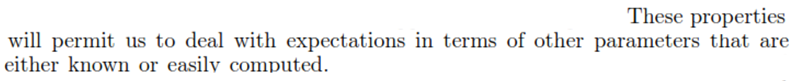 These properties
will permit us to deal with expectations in terms of other parameters that are
either known or easily computed.